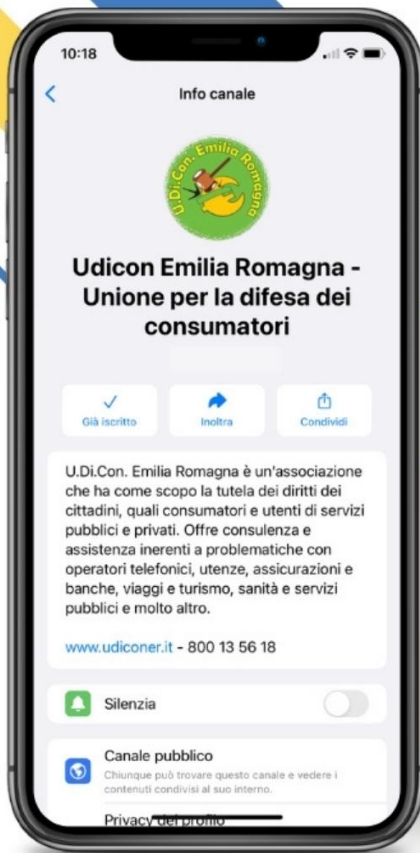 10:18
Info canale
U.Di.Con. Emilia Romagna
Udicon Emilia Romagna -
Unione per la difesa dei
consumatori
Già iscritto
Inoltra
Condividi
U.Di.Con. Emilia Romagna è un'associazione
che ha come scopo la tutela dei diritti dei
cittadini, quali consumatori e utenti di servizi
pubblici e privati. Offre consulenza e
assistenza inerenti a problematiche con
operatori telefonici, utenze, assicurazioni e
banche, viaggi e turismo, sanità e servizi
pubblici e molto altro.
www.udiconer.it - 800 13 56 18
Silenzia
Canale pubblico
Chiunque può trovare questo canale e vedere i
contenuti condivisi al suo interno.
Privacy del profilo